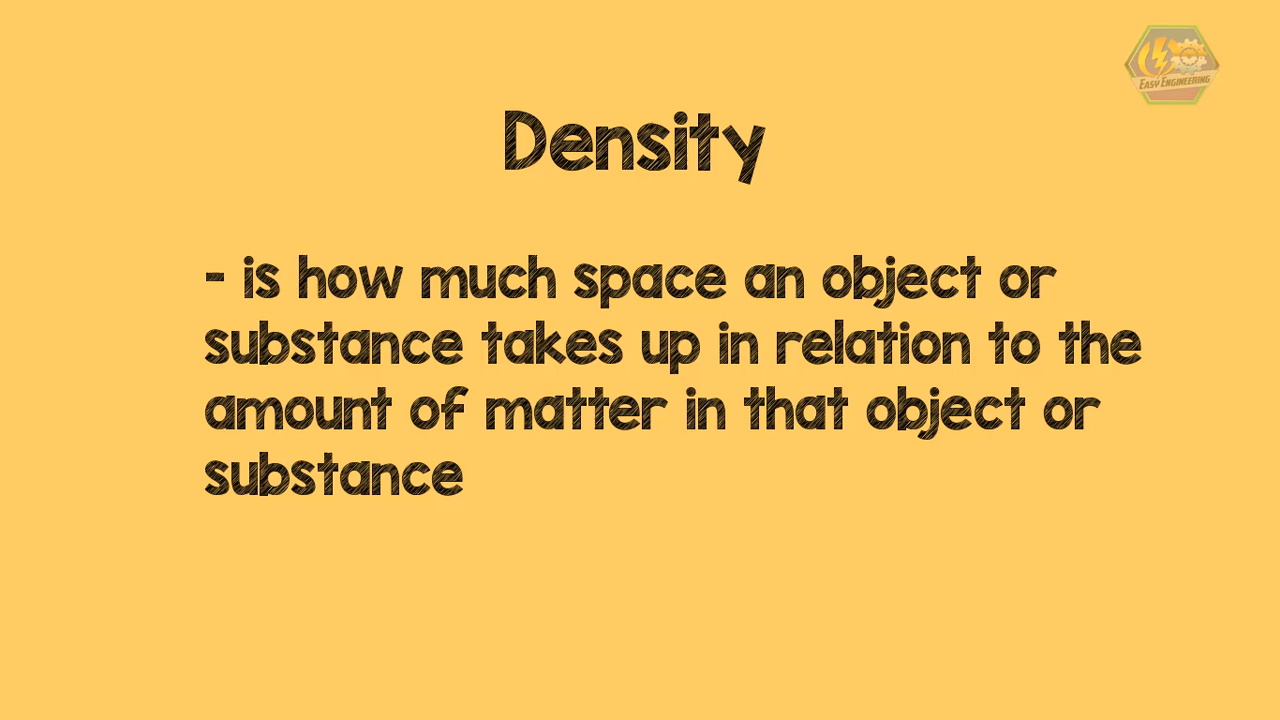 Easy Engineering
Density
- is how much space an object or
substance takes up in relation to the
amount of matter in that object or
substance